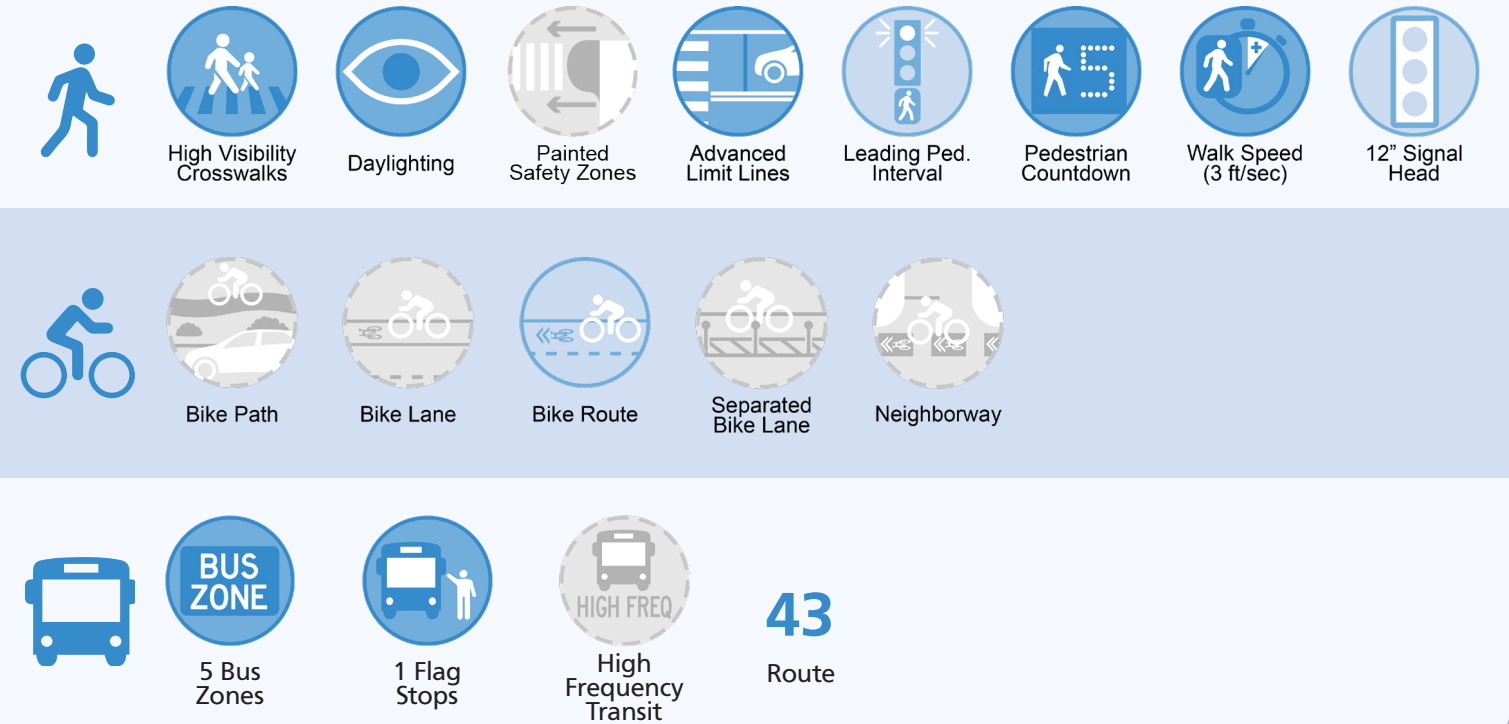 High Visibility
Crosswalks
Daylighting
Painted
Safety Zones
Advanced
Limit Lines
Leading Ped.
Interval
5
Pedestrian
Countdown
Walk Speed
(3 ft/sec)
12” Signal
Head
Bike Path
Bike Lane
Bike Route
Separated
Bike Lane
Neighborway
BUS
ZONE
5 Bus
Zones
1 Flag
Stops
HIGH FREQ
High
Frequency
Transit
43
Route